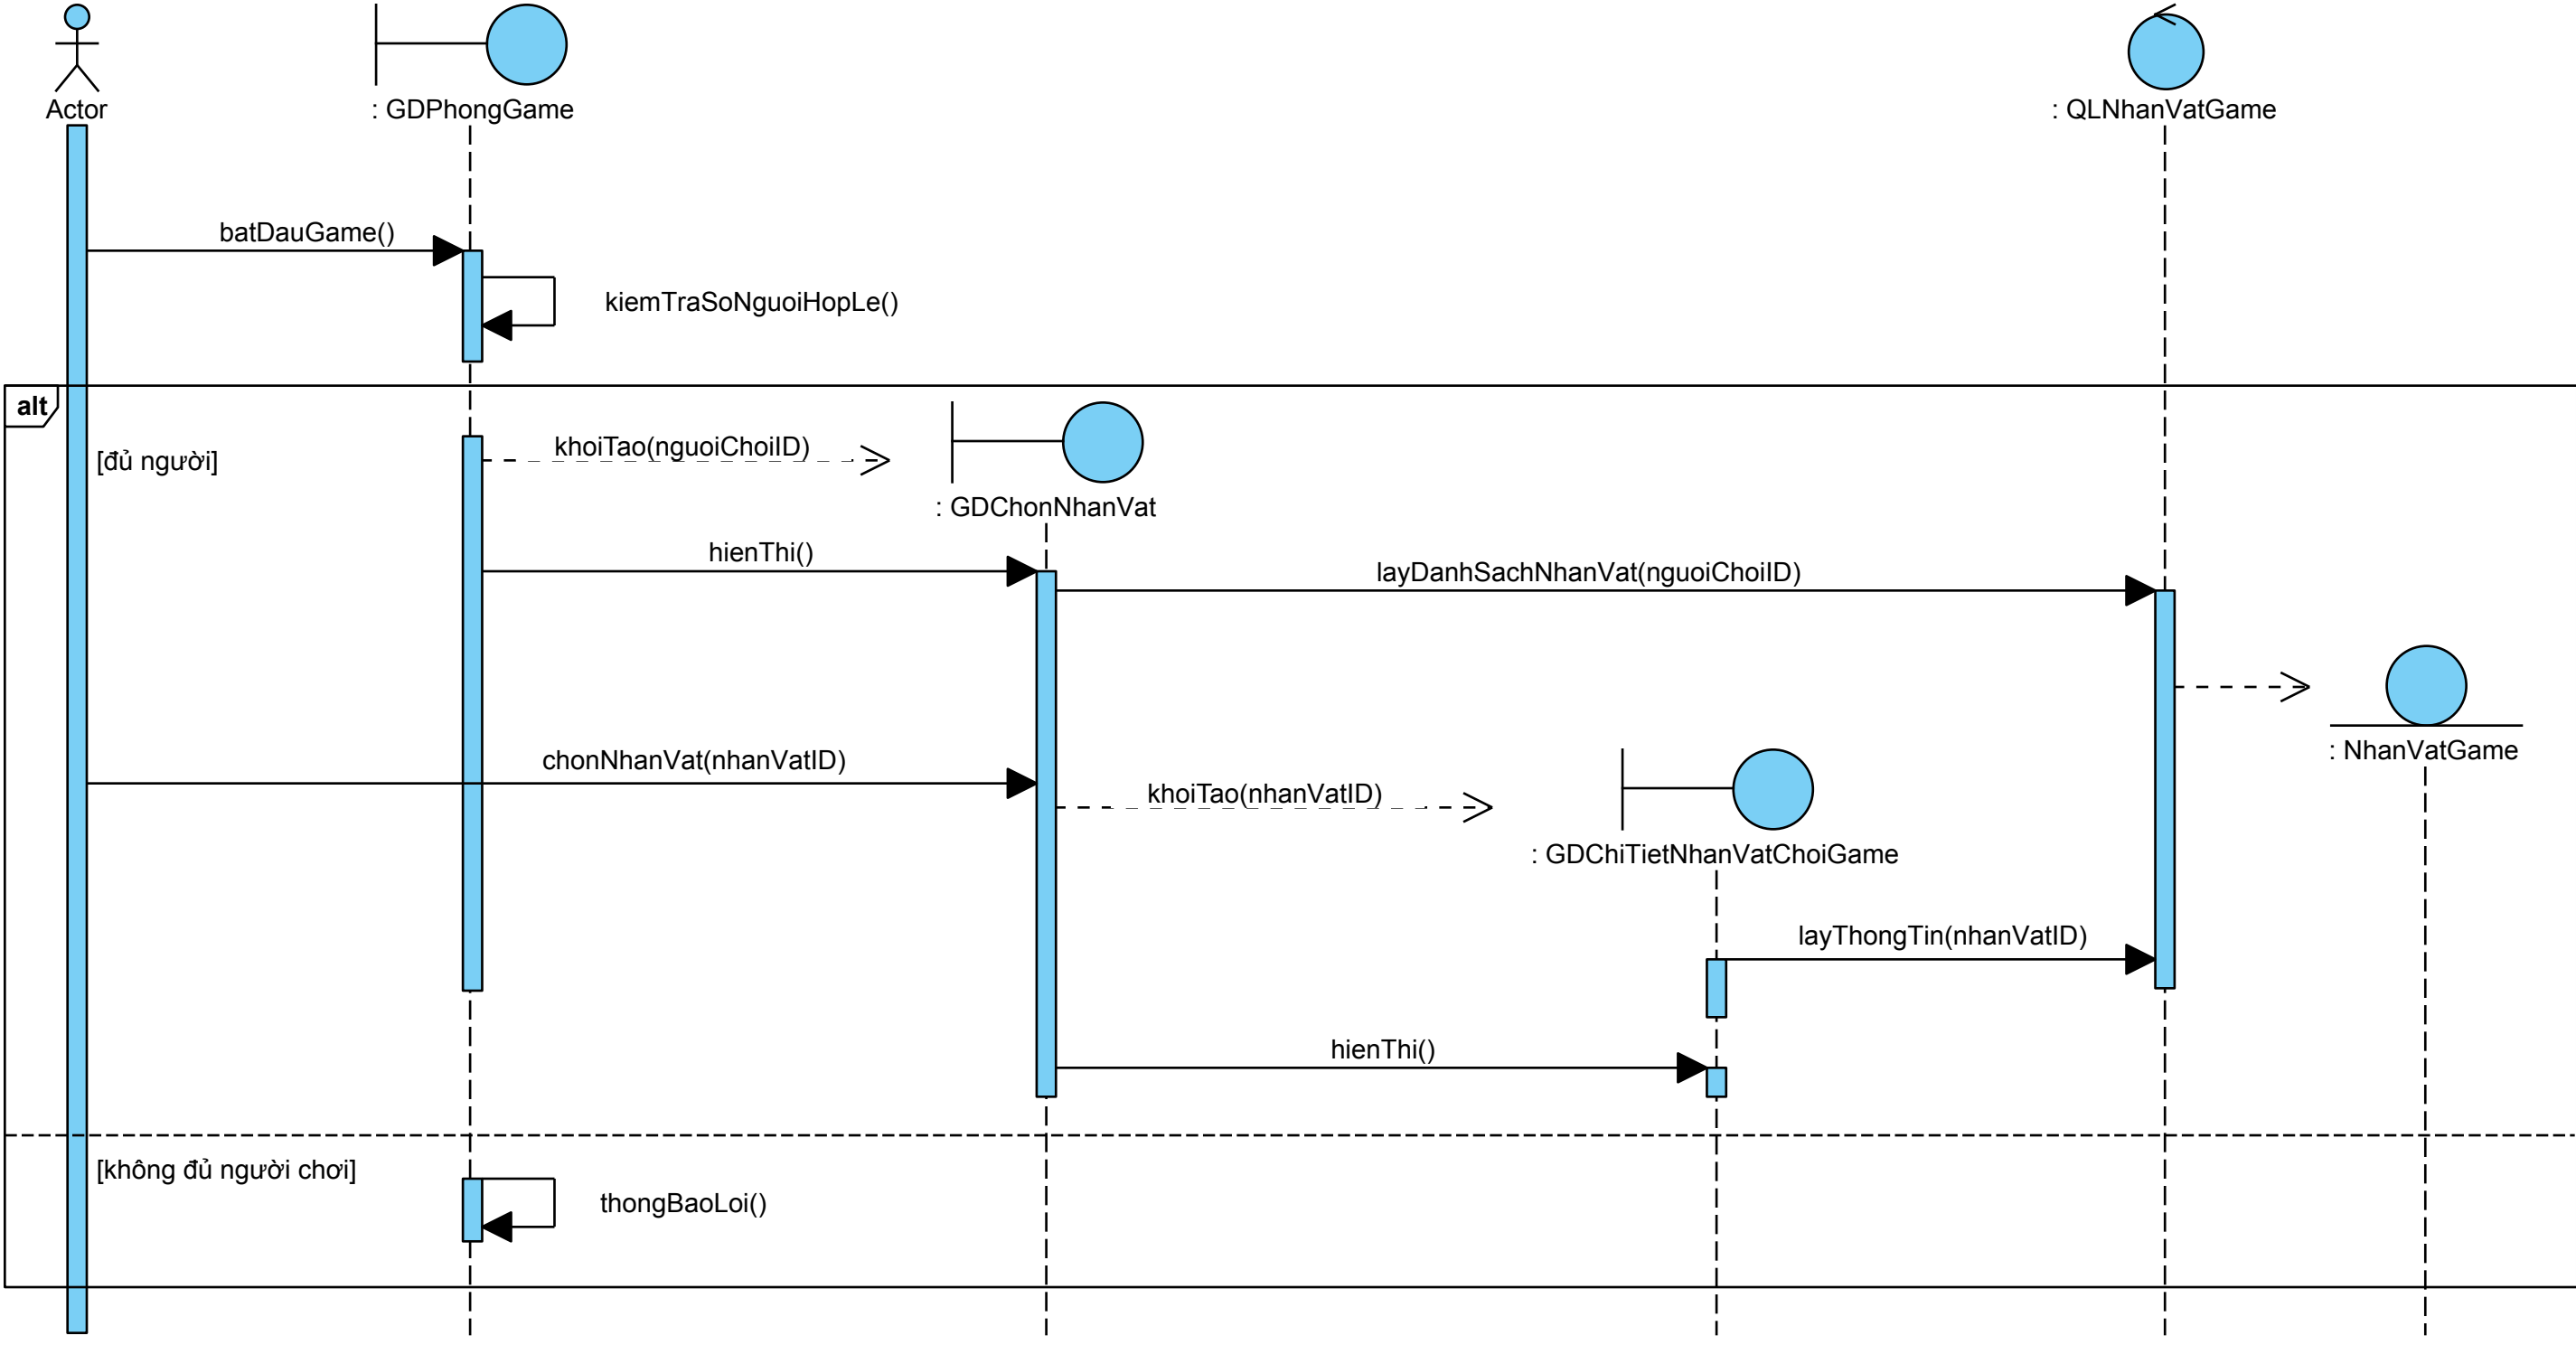 Actor
: GDPhongGame
: QLNhanVatGame
batDauGame()
kiemTraSoNguoiHopLe()
alt
[đủ người]
khoiTao(nguoiChoiID)
: GDChonNhanVat
hienThi()
layDanhSachNhanVat(nguoiChoiID)
: NhanVatGame
chonNhanVat(nhanVatID)
khoiTao(nhanVatID)
: GDChiTietNhanVatChoiGame
layThongTin(nhanVatID)
hienThi()
[không đủ người chơi]
thongBaoLoi()